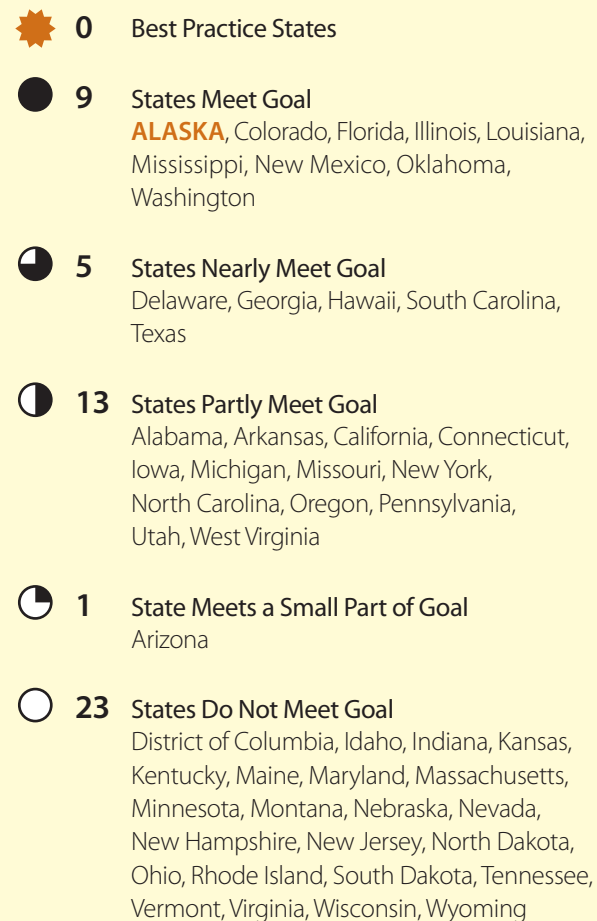 0 Best Practice States
9 States Meet Goal
ALASKA, Colorado, Florida, Illinois, Louisiana,
Mississippi, New Mexico, Oklahoma,
Washington
5 States Nearly Meet Goal
Delaware, Georgia, Hawaii, South Carolina,
Texas
13 States Partly Meet Goal
Alabama, Arkansas, California, Connecticut,
Iowa, Michigan, Missouri, New York,
North Carolina, Oregon, Pennsylvania,
Utah, West Virginia
1 State Meets a Small Part of Goal
Arizona
23 States Do Not Meet Goal
District of Columbia, Idaho, Indiana, Kansas,
Kentucky, Maine, Maryland, Massachusetts,
Minnesota, Montana, Nebraska, Nevada,
New Hampshire, New Jersey, North Dakota,
Ohio, Rhode Island, South Dakota, Tennessee,
Vermont, Virginia, Wisconsin, Wyoming